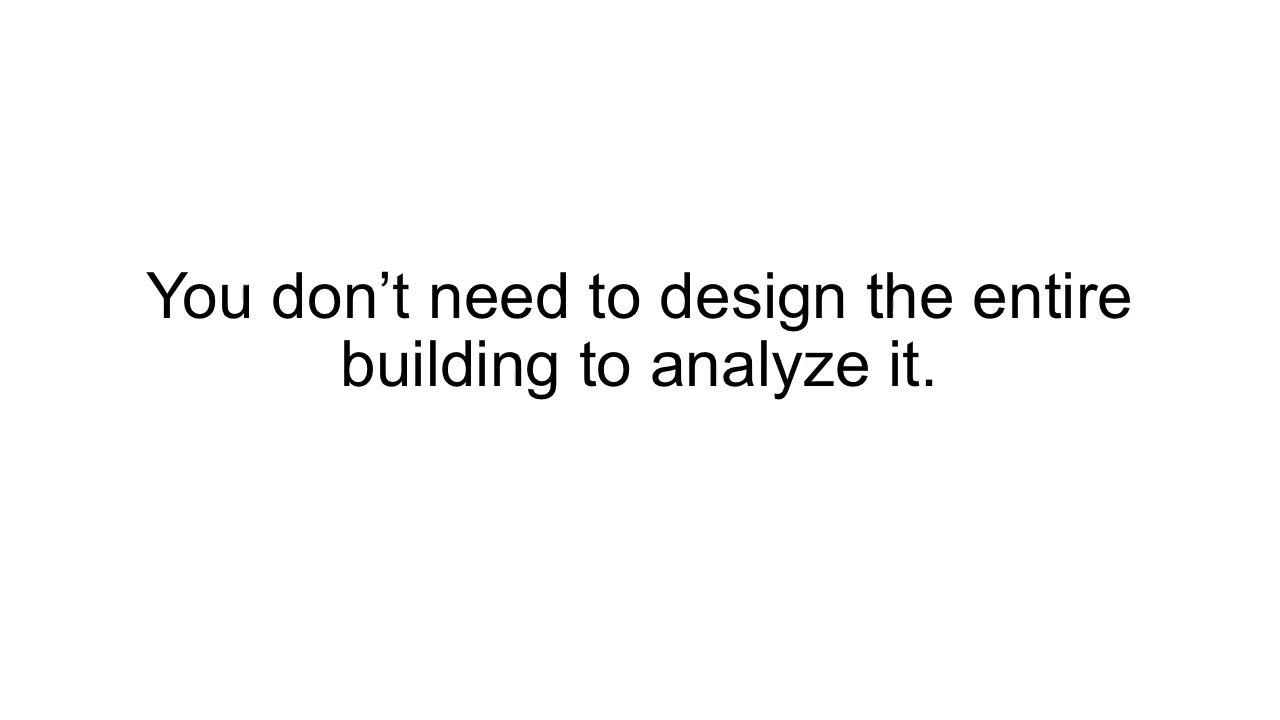 You don’t need to design the entire
building to analyze it.